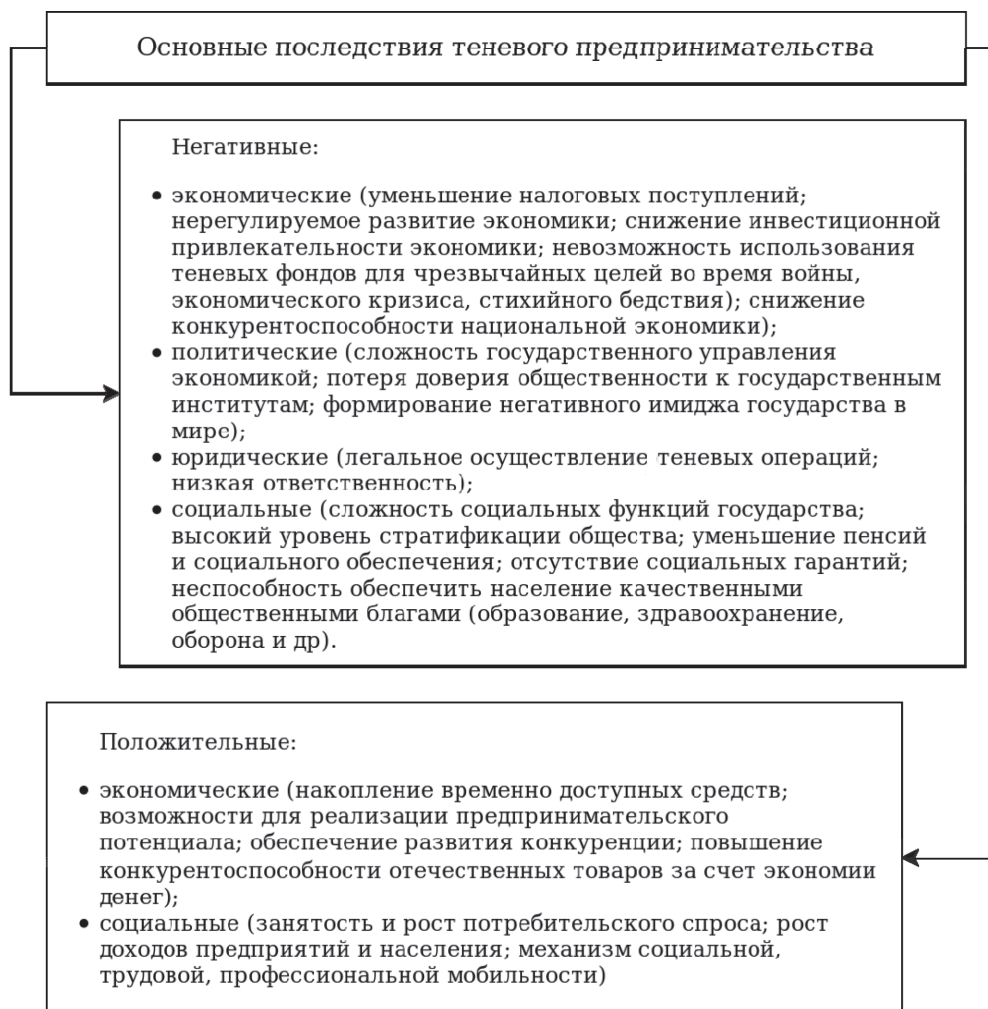 Основные последствия теневого предпринимательства
Негативные:
• экономические (уменьшение налоговых поступлений;
нерегулируемое развитие экономики; снижение инвестиционной
привлекательности экономики; невозможность использования
теневых фондов для чрезвычайных целей во время войны,
экономического кризиса, стихийного бедствия); снижение
конкурентоспособности национальной экономики);
• политические (сложность государственного управления
экономикой; потеря доверия общественности к государственным
институтам; формирование негативного имиджа государства в
мире);
• юридические (легальное осуществление теневых операций;
низкая ответственность);
• социальные (сложность социальных функций государства;
высокий уровень стратификации общества; уменьшение пенсий
и социального обеспечения; отсутствие социальных гарантий;
неспособность обеспечить население качественными
общественными благами (образование, здравоохранение,
оборона и др).
Положительные:
• экономические (накопление временно доступных средств;
возможности для реализации предпринимательского
потенциала; обеспечение развития конкуренции; повышение
конкурентоспособности отечественных товаров за счет экономии
денег);
• социальные (занятость и рост потребительского спроса; рост
доходов предприятий и населения; механизм социальной,
трудовой, профессиональной мобильности)